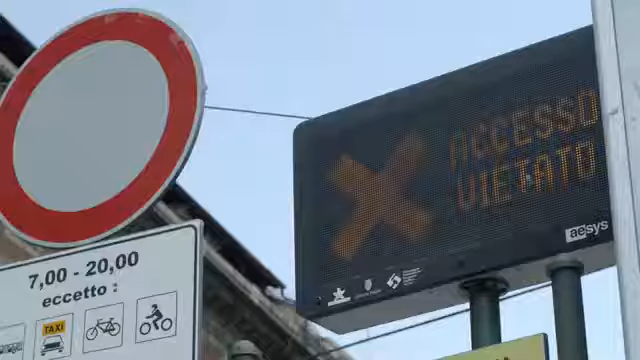 7,00 - 20,00
eccetto :
TAXI
ACCESSO
VIETATO
aesys